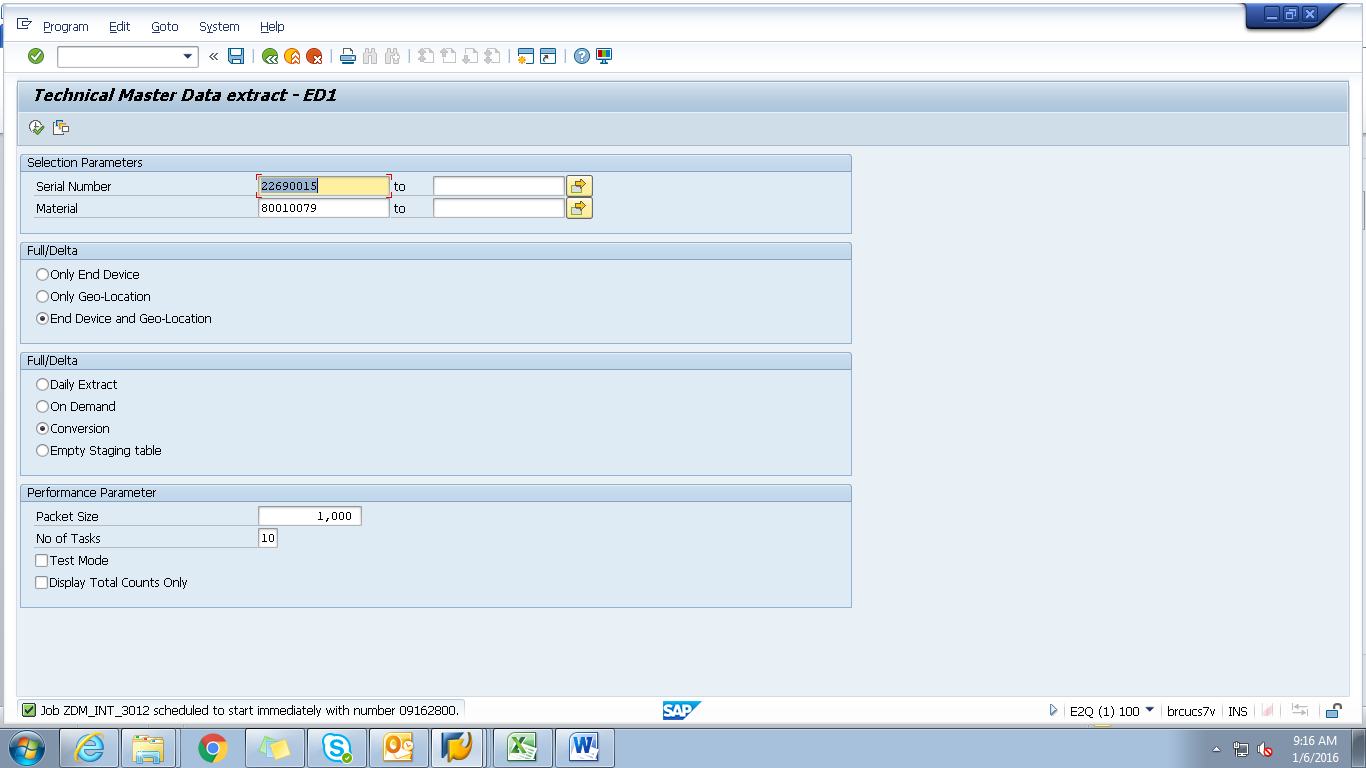 Program Edit Goto System Help
Technical Master Data extract - ED1
Selection Parameters
Serial Number 22690015 to
Material 80010079 to
Full/Delta
Only End Device
Only Geo-Location
End Device and Geo-Location
Full/Delta
Daily Extract
On Demand
Conversion
Empty Staging table
Performance Parameter
Packet Size 1,000
No of Tasks 10
Test Mode
Display Total Counts Only
Job ZDM_INT_3012 scheduled to start immediately with number 09162800. SAP E2Q (1) 100 brcucs7v INS
9:16 AM
1/6/2016